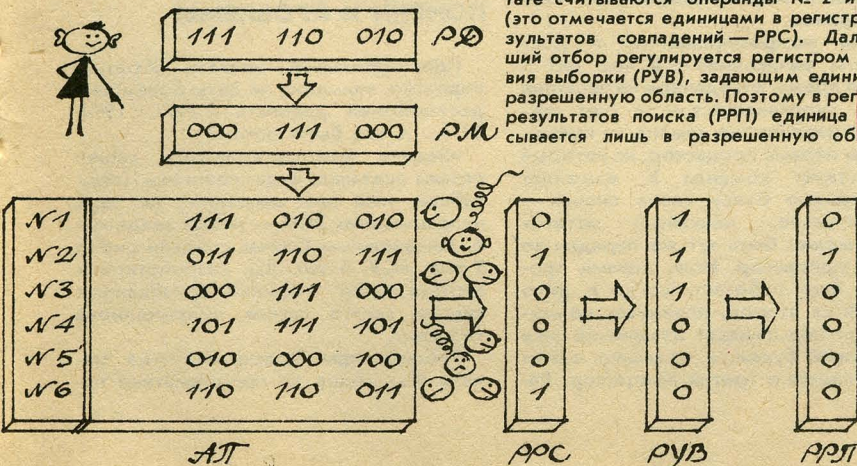 тате считываются операнды № 2 и
(это отмечается единицами в регистр
зультатов совпадений — РРС). Дал
ший отбор регулируется регистром
вия выборки (РУВ), задающим едини
разрешенную область. Поэтому в рег
результатов поиска (РРП) единица
сывается лишь в разрешенную об
111 110 010 РД
000 111 000 РМ
№1 111 010 010 0 1 0
№2 011 110 111 1 1 1
№3 000 111 000 0 1 0
№4 101 111 101 0 0 0
№5 010 000 100 0 0 0
№6 110 110 011 1 0 0
АП РРС РУВ РРП